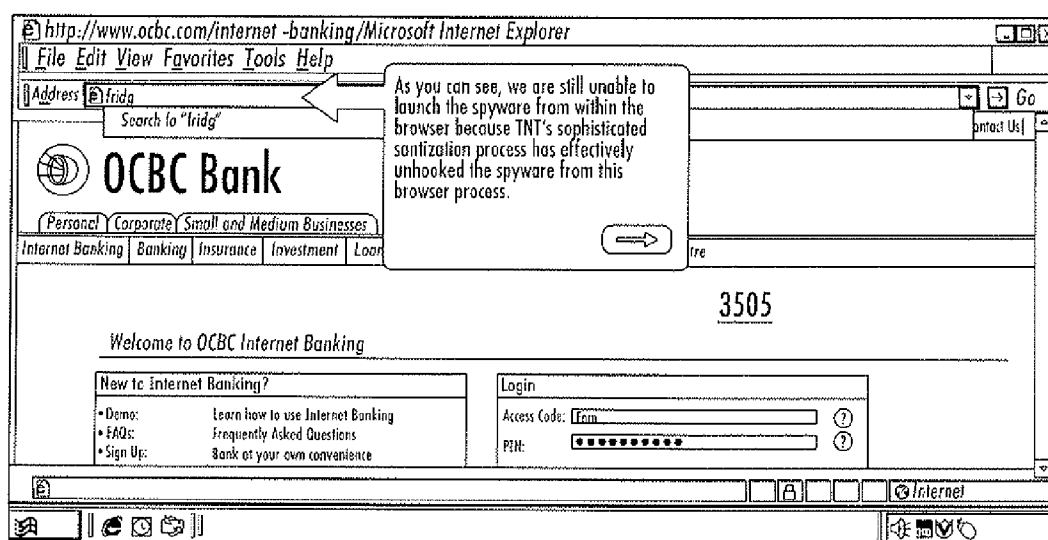 http://www.ocbc.com/internet -banking/Microsoft Internet Explorer
File Edit View Favorites Tools Help
Address fridg
Go
Search fo "fridg"
As you can see, we are still unable to
launch the spyware from within the
browser because TNT's sophisticated
santization process has effectively
unhooked the spyware from this
browser process.
ontact Us
OCBC Bank
Personal Corporate Small and Medium Businesses
Internet Banking Banking Insurance Investment Loan
tre
3505
Welcome to OCBC Internet Banking
New to Internet Banking?
• Demo: Learn how to use Internet Banking
• FAQs: Frequently Asked Questions
• Sign Up: Bank at your own convenience
Login
Access Code:
PIN: ••••••••••
Internet